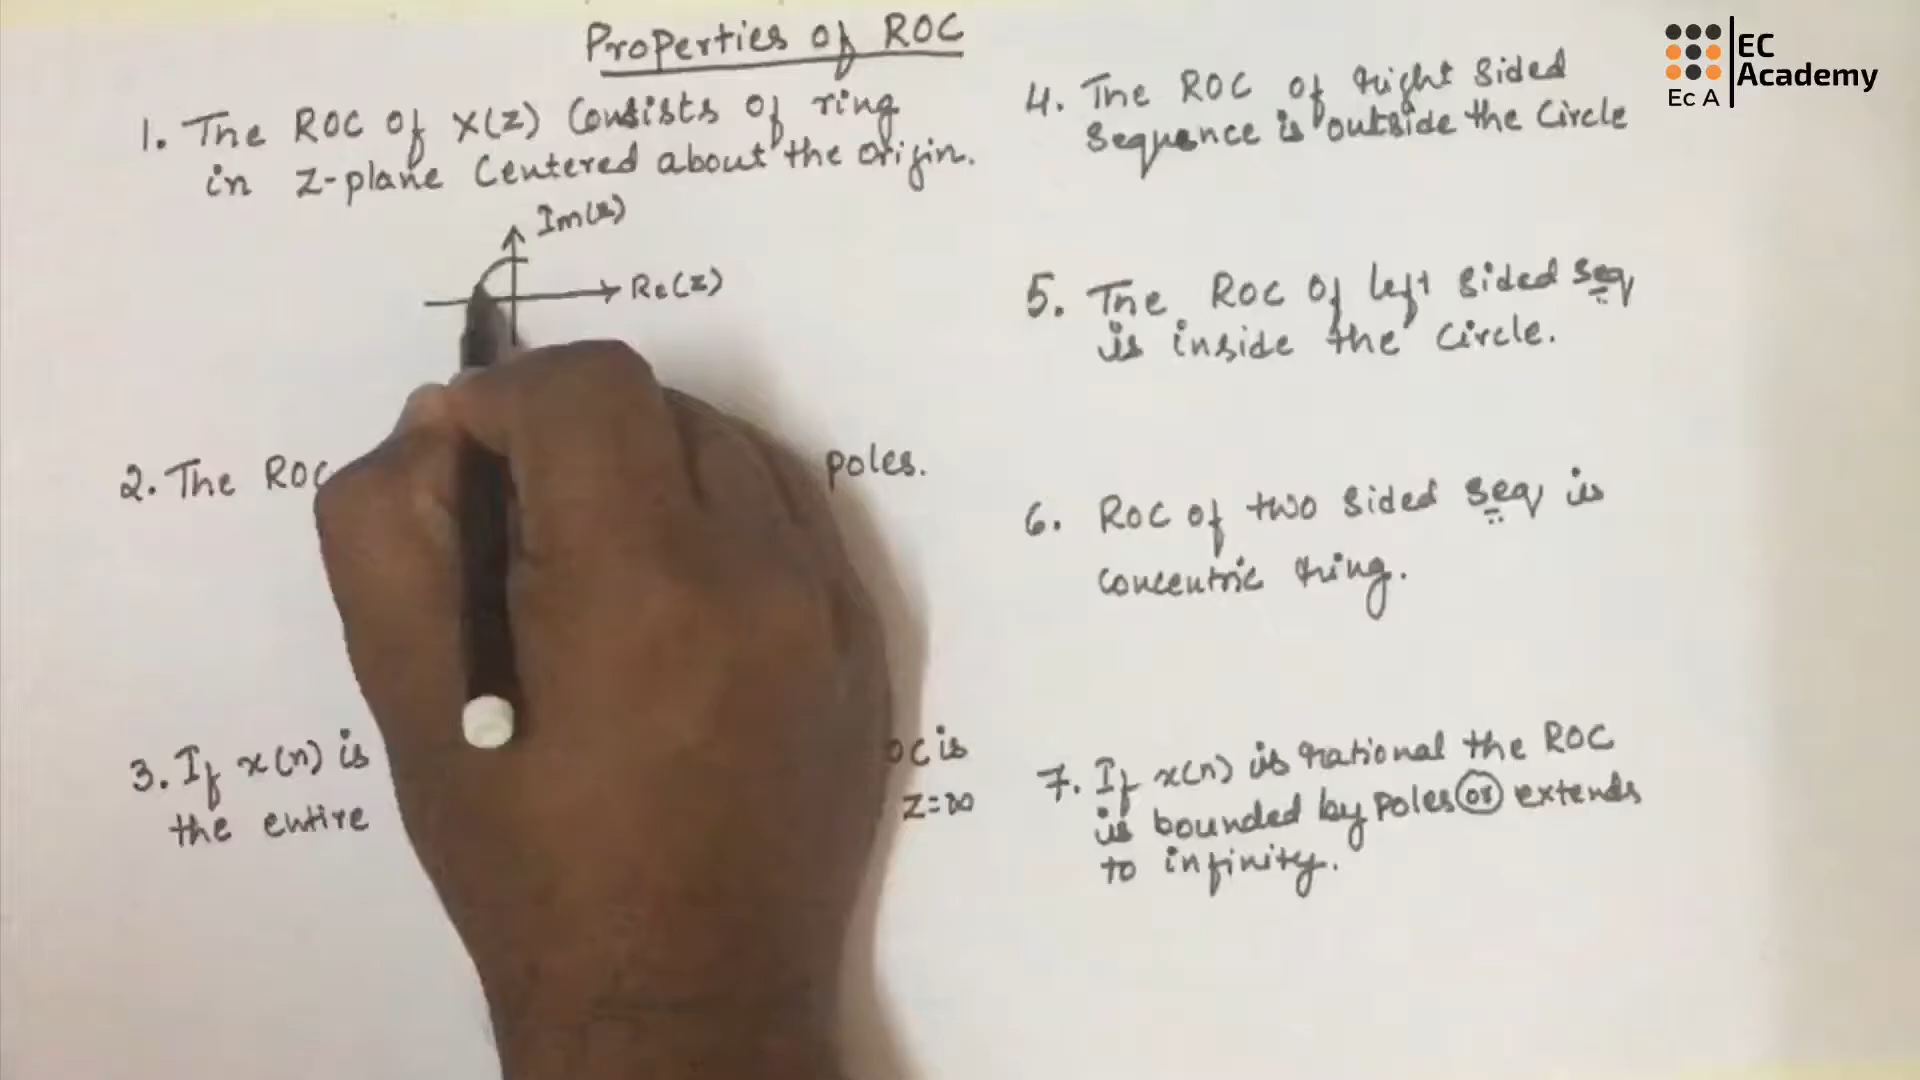 Properties of ROC
1. The ROC of X(z) Consists of ring
in z-plane Centered about the origin.
Im(z)
Re(z)
2. The ROC
poles.
3. If x(n) is
oc is
the entire
z=∞
4. The ROC of right sided
sequence is outside the circle
5. The ROC of left sided seq
is inside the circle.
6. ROC of two sided seq is
concentric ring.
7. If x(n) is rational the ROC
is bounded by poles or extends
to infinity.
EC
Academy
Ec A